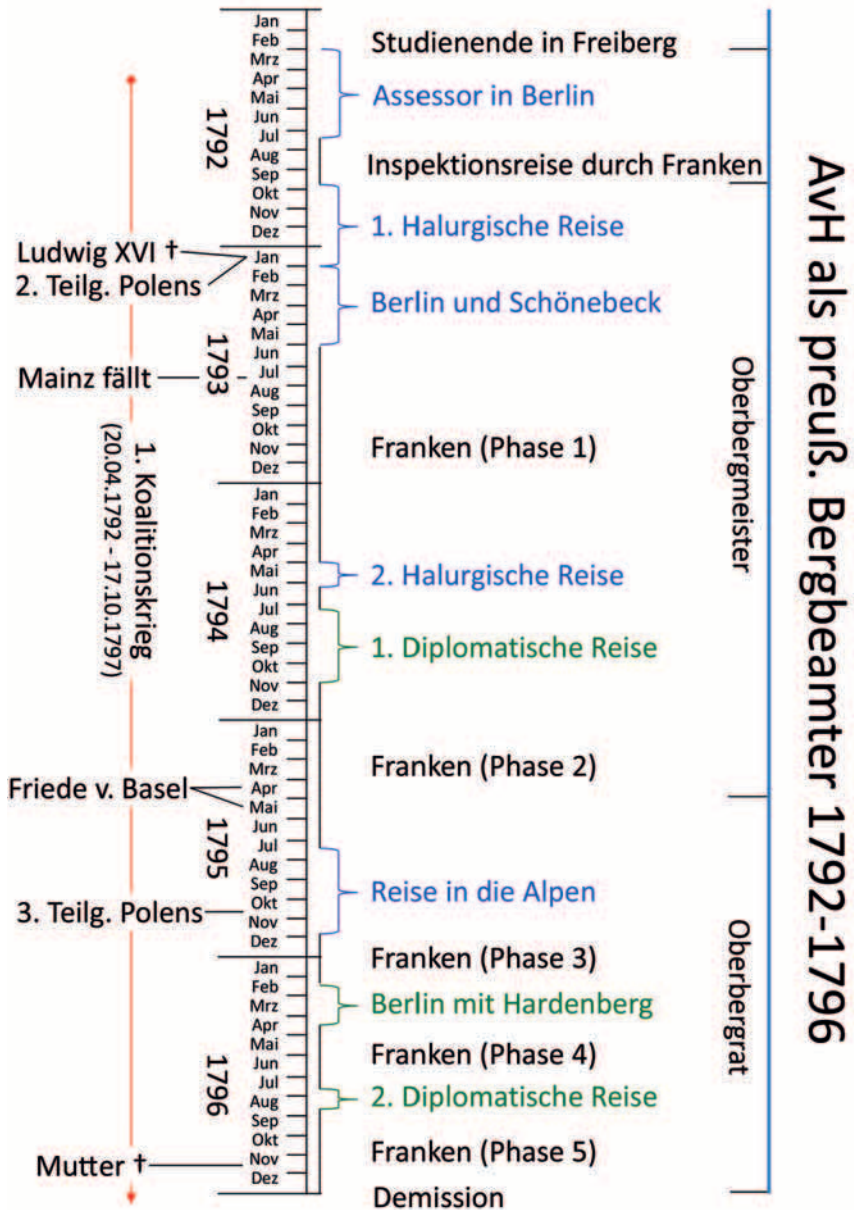 AvH als preuß. Bergbeamter 1792-1796
Oberbergmeister
Oberbergrat
1. Koalitionskrieg
(20.04.1792 - 17.10.1797)
Ludwig XVI †
2. Teilg. Polens
Mainz fällt
Friede v. Basel
3. Teilg. Polens
Mutter †
1792
Jan
Feb
Mrz
Apr
Mai
Jun
Jul
Aug
Sep
Okt
Nov
Dez
1793
Jan
Feb
Mrz
Apr
Mai
Jun
Jul
Aug
Sep
Okt
Nov
Dez
1794
Jan
Feb
Mrz
Apr
Mai
Jun
Jul
Aug
Sep
Okt
Nov
Dez
1795
Jan
Feb
Mrz
Apr
Mai
Jun
Jul
Aug
Sep
Okt
Nov
Dez
1796
Jan
Feb
Mrz
Apr
Mai
Jun
Jul
Aug
Sep
Okt
Nov
Dez
Studienende in Freiberg
Assessor in Berlin
Inspektionsreise durch Franken
1. Halurgische Reise
Berlin und Schönebeck
Franken (Phase 1)
2. Halurgische Reise
1. Diplomatische Reise
Franken (Phase 2)
Reise in die Alpen
Franken (Phase 3)
Berlin mit Hardenberg
Franken (Phase 4)
2. Diplomatische Reise
Franken (Phase 5)
Demission